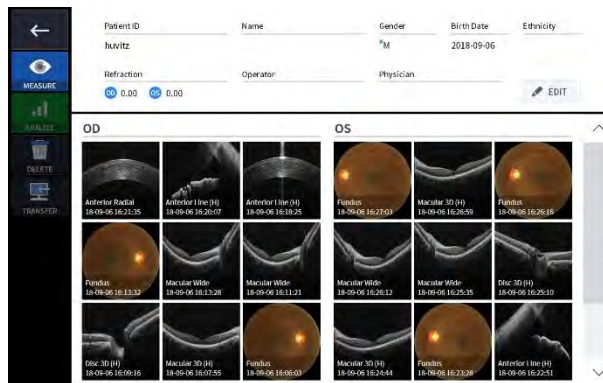 Patient ID Name Gender Birth Date Ethnicity
huvitz *M 2018-09-06
Refraction Operator Physician
OD 0.00 OS 0.00
EDIT
MEASURE
ANALYZE
DELETE
TRANSFER
OD
Anterior Radial Anterior Line (H) Anterior Line (H)
18-09-06 16:21:35 18-09-06 16:20:07 18-09-06 16:18:25
Fundus Macular Wide Macular Wide
18-09-06 16:13:32 18-09-06 16:13:28 18-09-06 16:11:21
Disc 3D (H) Macular 3D (H) Fundus
18-09-06 16:09:16 18-09-06 16:07:55 18-09-06 16:06:03
OS
Fundus Macular 3D (H) Fundus
18-09-06 16:27:03 18-09-06 16:26:59 18-09-06 16:26:16
Macular Wide Macular Wide Disc 3D (H)
18-09-06 16:26:12 18-09-06 16:25:35 18-09-06 16:25:10
Macular 3D (H) Fundus Anterior Line (H)
18-09-06 16:24:44 18-09-06 16:23:28 18-09-06 16:22:51